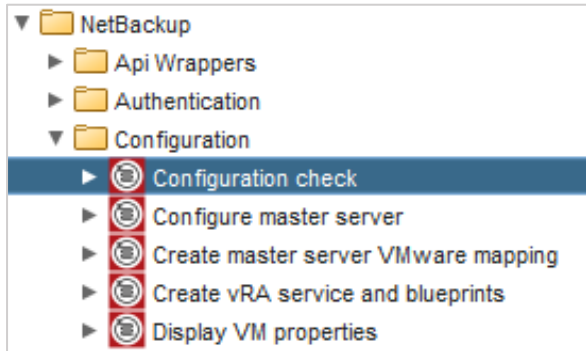 NetBackup
Api Wrappers
Authentication
Configuration
Configuration check
Configure master server
Create master server VMware mapping
Create vRA service and blueprints
Display VM properties